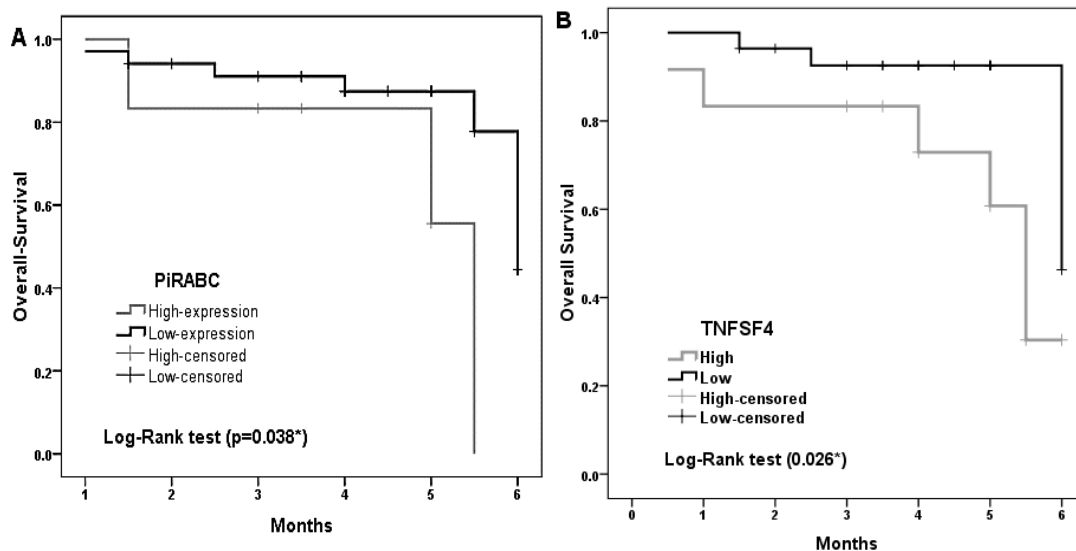 A
Overall-Survival
1.0
0.8
0.6
0.4
0.2
0.0
PiRABC
High-expression
Low-expression
High-censored
Low-censored
Log-Rank test (p=0.038*)
1 2 3 4 5 6
Months
B
Overall Survival
1.0
0.8
0.6
0.4
0.2
0.0
TNFSF4
High
Low
High-censored
Low-censored
Log-Rank test (0.026*)
0 1 2 3 4 5 6
Months